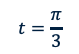 t = π/3